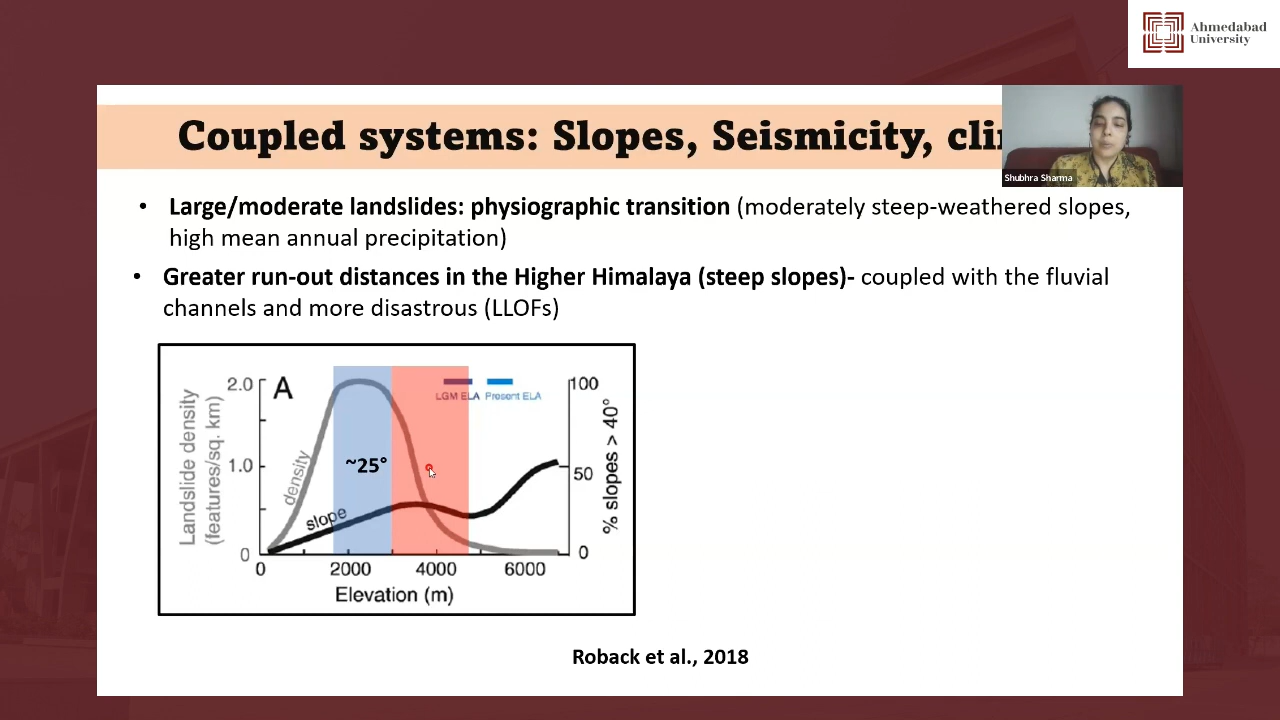 Ahmedabad
University
Coupled systems: Slopes, Seismicity, cli
Shubhra Sharma
• Large/moderate landslides: physiographic transition (moderately steep-weathered slopes,
high mean annual precipitation)
• Greater run-out distances in the Higher Himalaya (steep slopes)- coupled with the fluvial
channels and more disastrous (LLOFs)
A
Landslide density
(features/sq. km)
2.0
1.0
0
density
slope
~25°
LGM ELA Present ELA
100
50
0
% slopes > 40°
0 2000 4000 6000
Elevation (m)
Roback et al., 2018